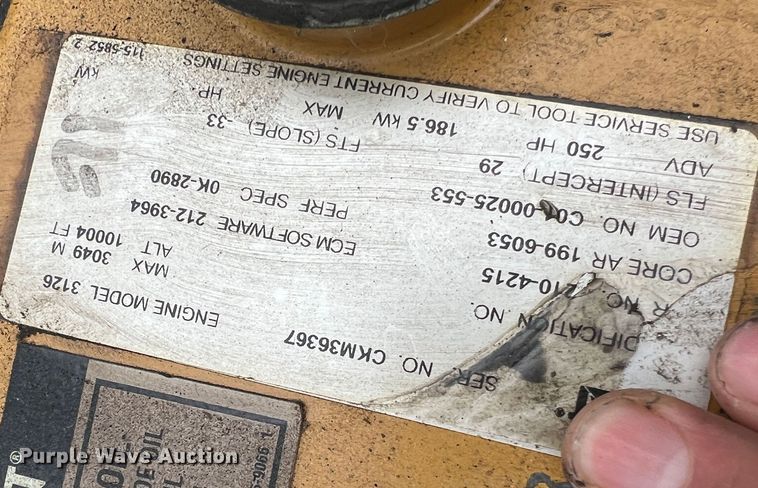 SER. NO. CKM36367 ENGINE MODEL 3126
DIFICATION NO.
R NO. 10-4215 MAX ALT 3049 M 10004 FT
CORE AR 199-6053 ECM SOFTWARE 212-3964
OEM NO. C01-00025-553 PERF SPEC 0K-2890
FLS (INTERCEPT) 29 FTS (SLOPE) -33
ADV 250 HP 186.5 kW MAX HP kW
USE SERVICE TOOL TO VERIFY CURRENT ENGINE SETTINGS 115-5852 2
Purple Wave Auction